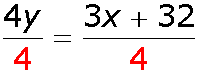 4y/4 = (3x + 32)/4